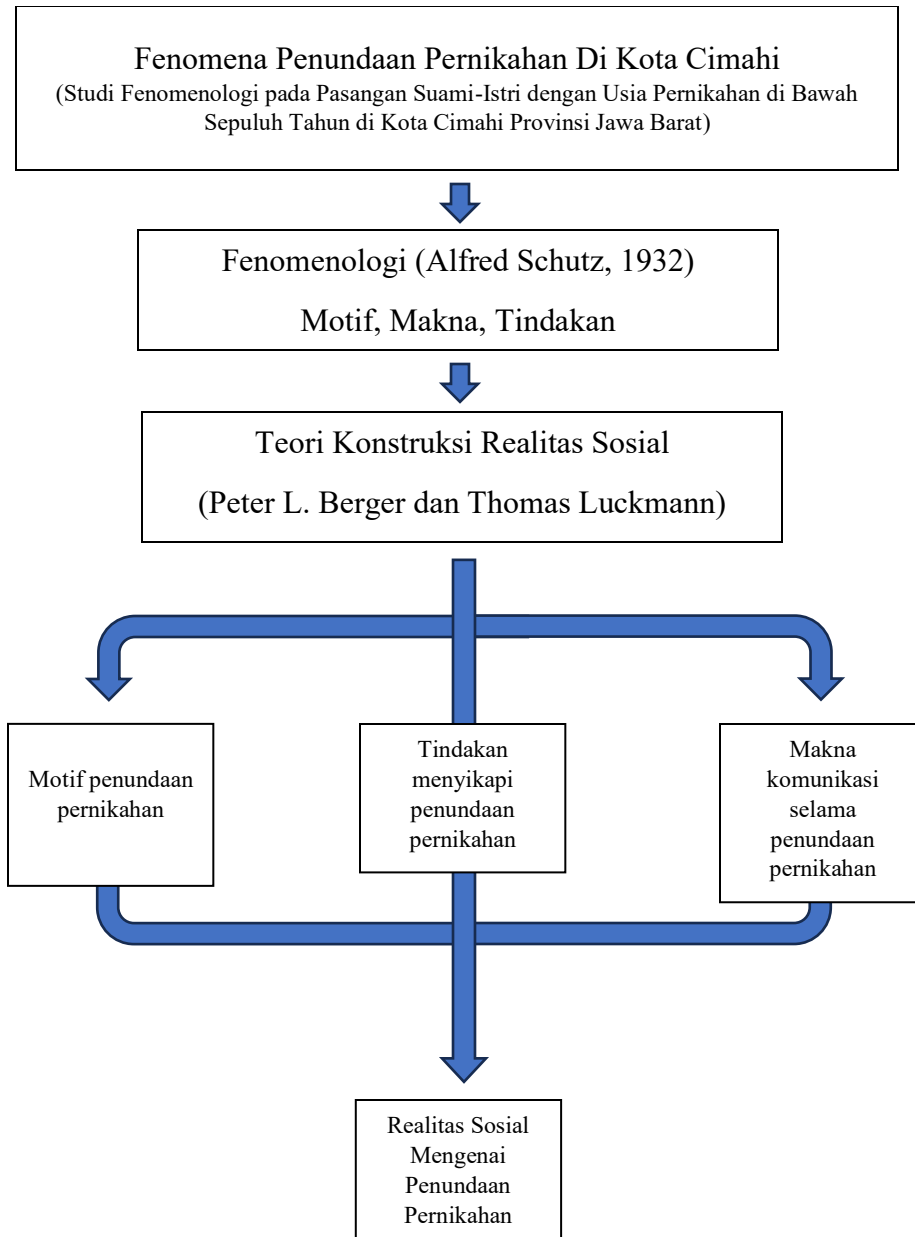 Fenomena Penundaan Pernikahan Di Kota Cimahi
(Studi Fenomenologi pada Pasangan Suami-Istri dengan Usia Pernikahan di Bawah
Sepuluh Tahun di Kota Cimahi Provinsi Jawa Barat)
Fenomenologi (Alfred Schutz, 1932)
Motif, Makna, Tindakan
Teori Konstruksi Realitas Sosial
(Peter L. Berger dan Thomas Luckmann)
Motif penundaan
pernikahan
Tindakan
menyikapi
penundaan
pernikahan
Makna
komunikasi
selama
penundaan
pernikahan
Realitas Sosial
Mengenai
Penundaan
Pernikahan